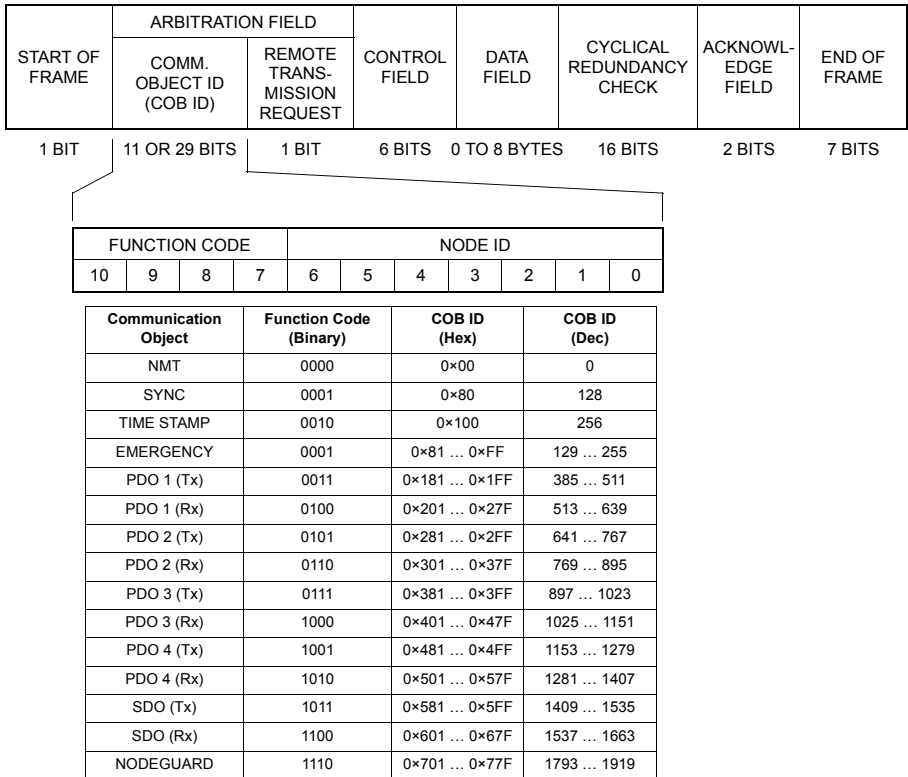 ARBITRATION FIELD
START OF FRAME
COMM. OBJECT ID (COB ID)
REMOTE TRANS- MISSION REQUEST
CONTROL FIELD
DATA FIELD
CYCLICAL REDUNDANCY CHECK
ACKNOWL- EDGE FIELD
END OF FRAME
1 BIT 11 OR 29 BITS 1 BIT 6 BITS 0 TO 8 BYTES 16 BITS 2 BITS 7 BITS
FUNCTION CODE NODE ID
10 9 8 7 6 5 4 3 2 1 0
Communication Object Function Code (Binary) COB ID (Hex) COB ID (Dec)
NMT 0000 0×00 0
SYNC 0001 0×80 128
TIME STAMP 0010 0×100 256
EMERGENCY 0001 0×81 … 0×FF 129 … 255
PDO 1 (Tx) 0011 0×181 … 0×1FF 385 … 511
PDO 1 (Rx) 0100 0×201 … 0×27F 513 … 639
PDO 2 (Tx) 0101 0×281 … 0×2FF 641 … 767
PDO 2 (Rx) 0110 0×301 … 0×37F 769 … 895
PDO 3 (Tx) 0111 0×381 … 0×3FF 897 … 1023
PDO 3 (Rx) 1000 0×401 … 0×47F 1025 … 1151
PDO 4 (Tx) 1001 0×481 … 0×4FF 1153 … 1279
PDO 4 (Rx) 1010 0×501 … 0×57F 1281 … 1407
SDO (Tx) 1011 0×581 … 0×5FF 1409 … 1535
SDO (Rx) 1100 0×601 … 0×67F 1537 … 1663
NODEGUARD 1110 0×701 … 0×77F 1793 … 1919